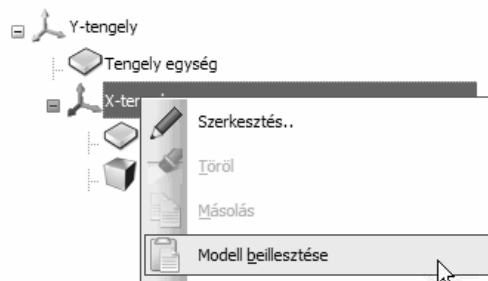 Y-tengely
Tengely egység
Szerkesztés..
Töröl
Másolás
Modell beillesztése